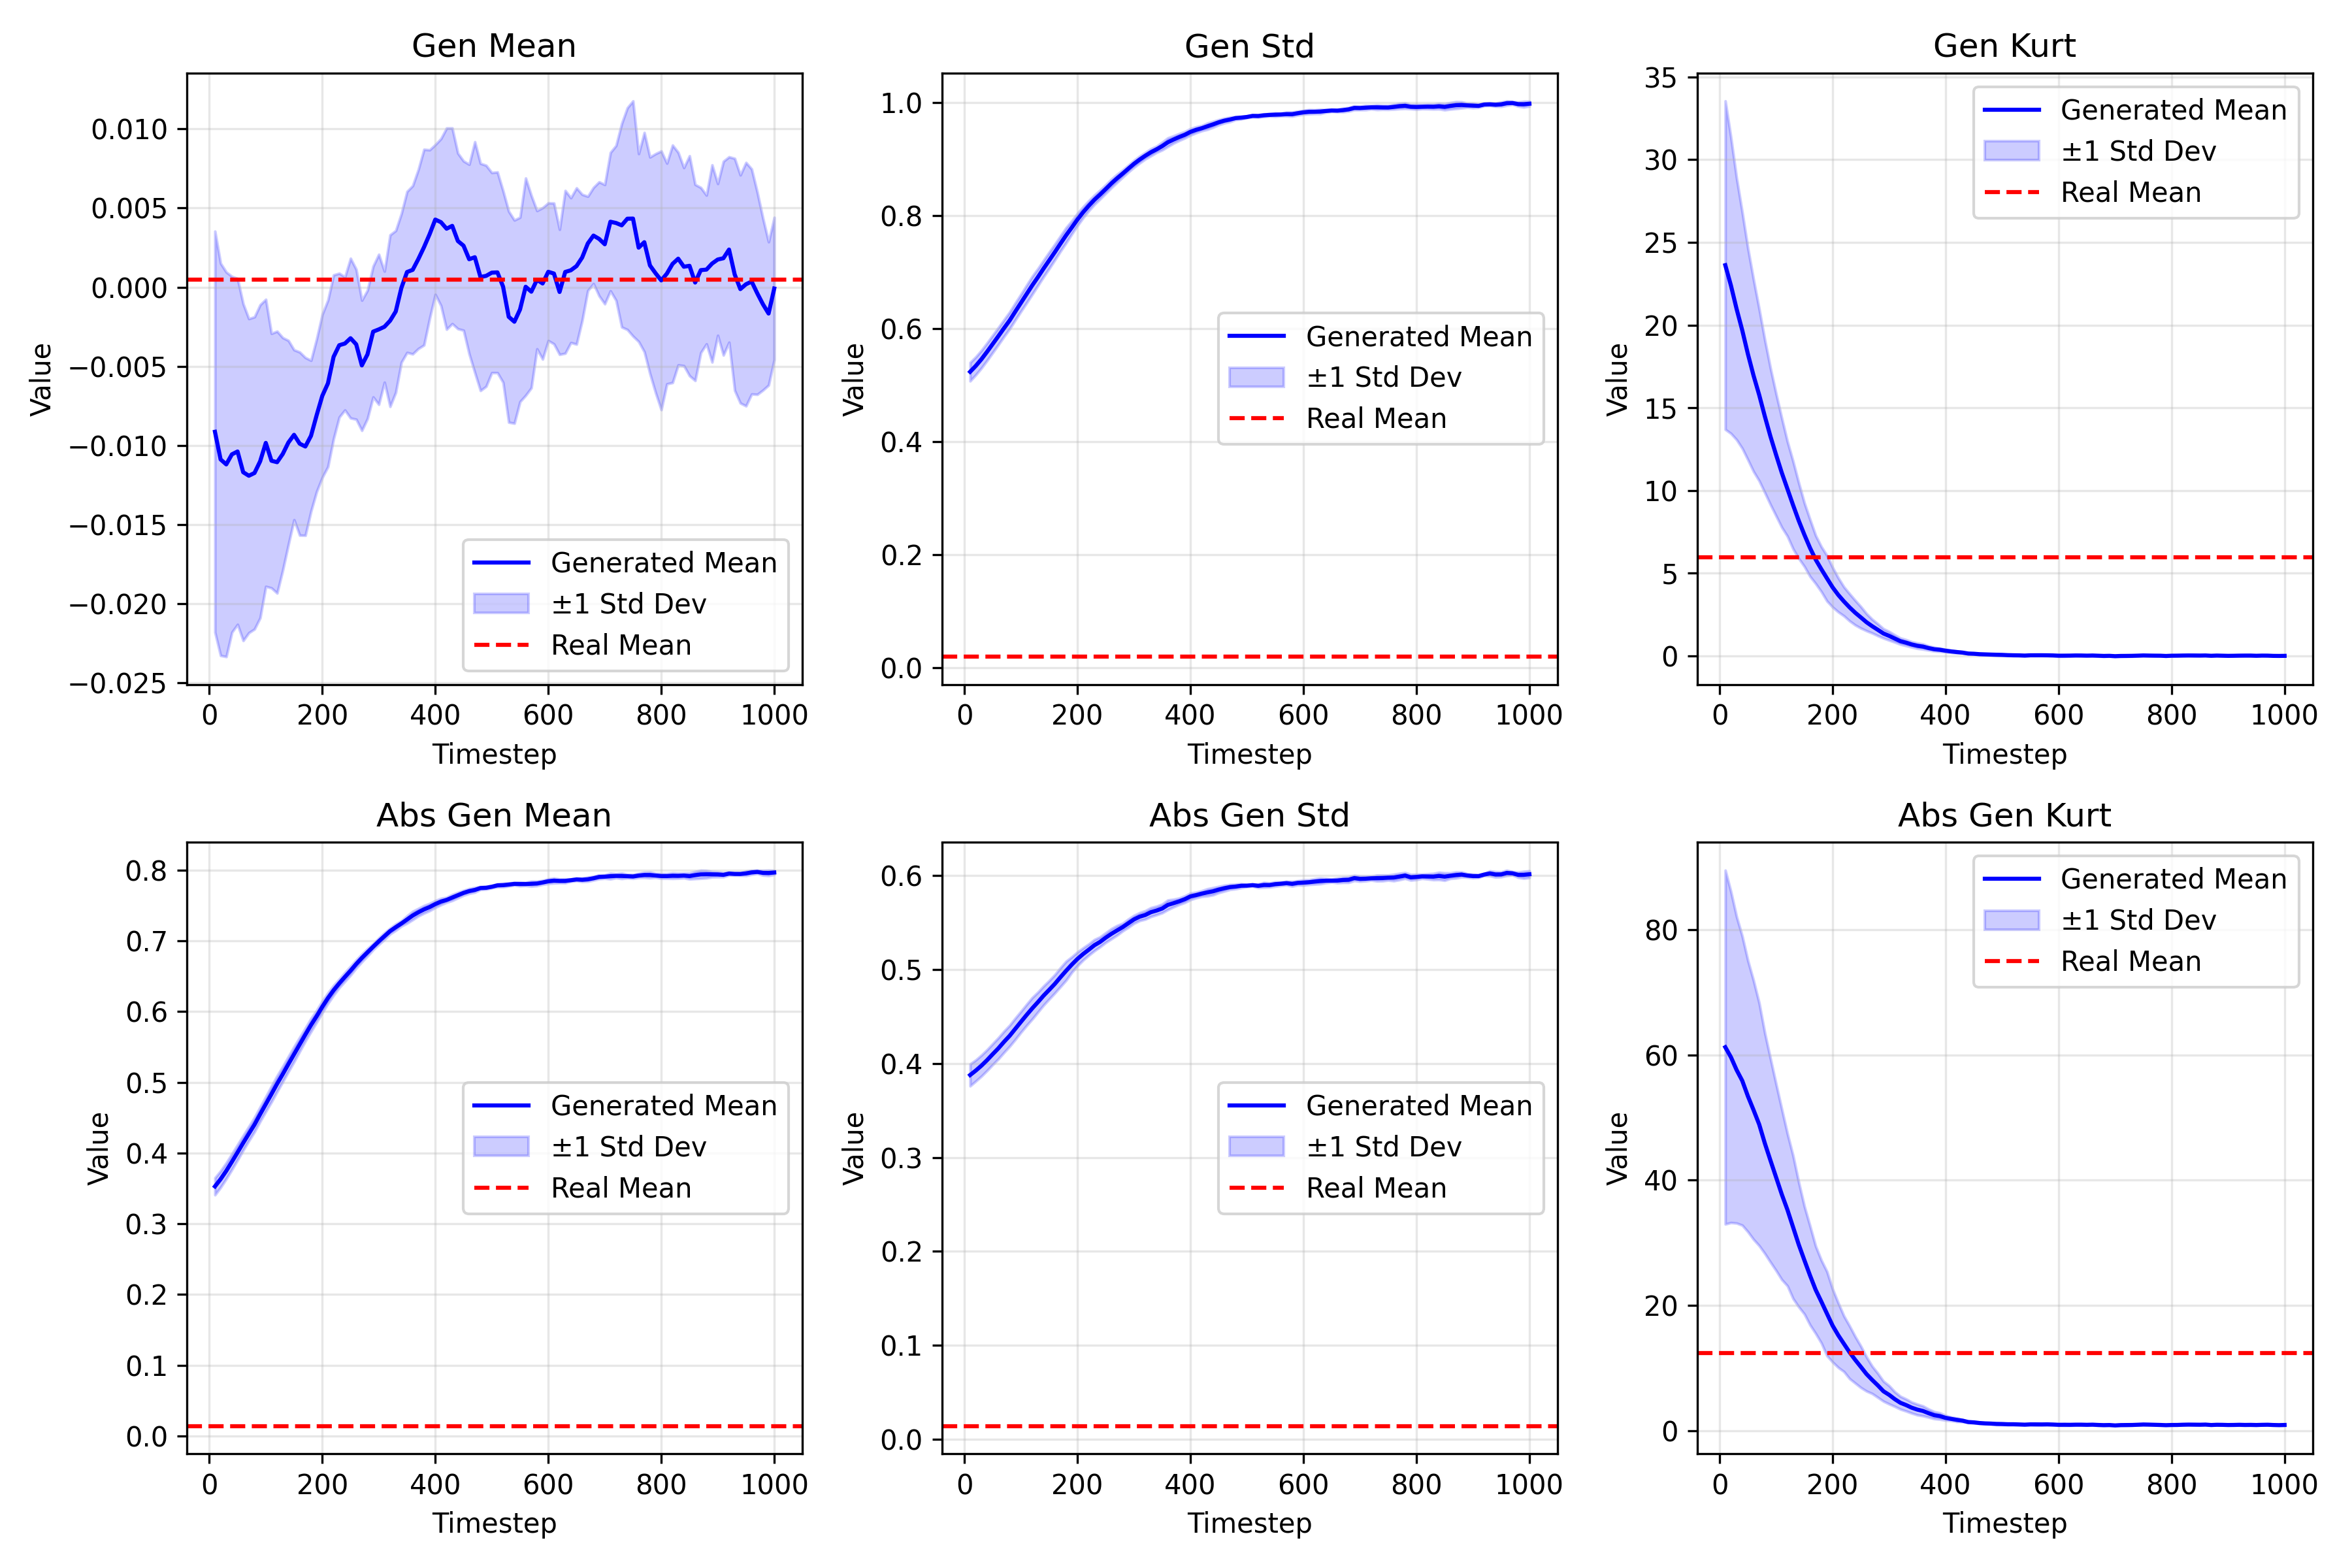 Gen Mean
Value
0.010
0.005
0.000
−0.005
−0.010
−0.015
−0.020
−0.025
Generated Mean
±1 Std Dev
Real Mean
0 200 400 600 800 1000
Timestep
Gen Std
Value
1.0
0.8
0.6
0.4
0.2
0.0
Generated Mean
±1 Std Dev
Real Mean
0 200 400 600 800 1000
Timestep
Gen Kurt
Value
35
30
25
20
15
10
5
0
Generated Mean
±1 Std Dev
Real Mean
0 200 400 600 800 1000
Timestep
Abs Gen Mean
Value
0.8
0.7
0.6
0.5
0.4
0.3
0.2
0.1
0.0
Generated Mean
±1 Std Dev
Real Mean
0 200 400 600 800 1000
Timestep
Abs Gen Std
Value
0.6
0.5
0.4
0.3
0.2
0.1
0.0
Generated Mean
±1 Std Dev
Real Mean
0 200 400 600 800 1000
Timestep
Abs Gen Kurt
Value
80
60
40
20
0
Generated Mean
±1 Std Dev
Real Mean
0 200 400 600 800 1000
Timestep